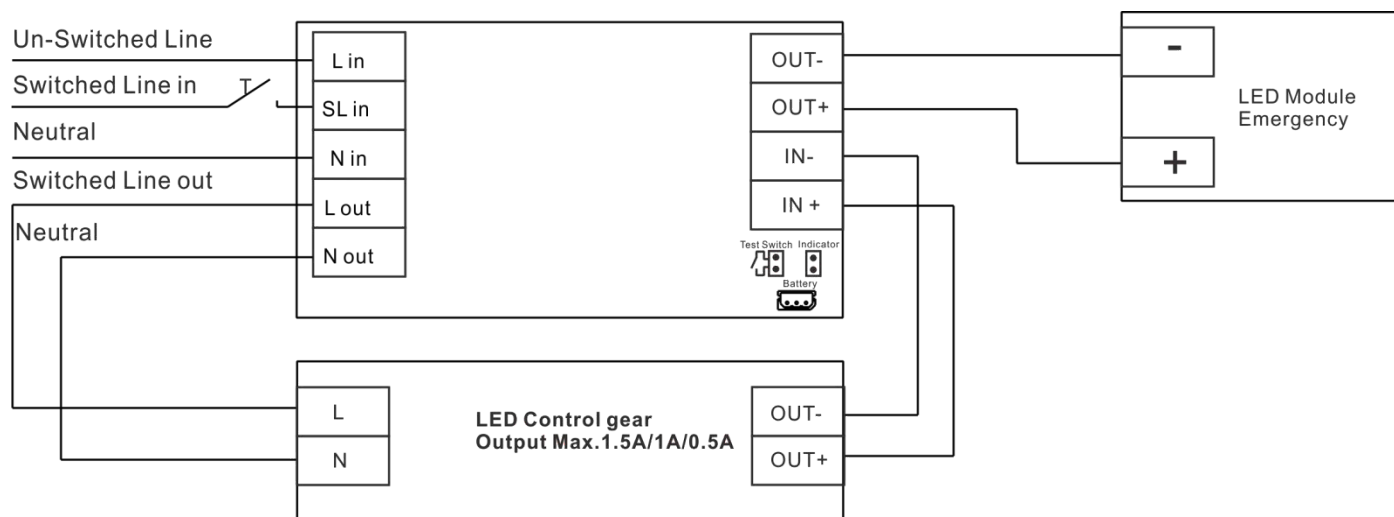 Un-Switched Line
Switched Line in
Neutral
Switched Line out
Neutral
L in
SL in
N in
L out
N out
OUT-
OUT+
IN-
IN +
Test Switch Indicator
Battery
-
+
LED Module
Emergency
L
N
LED Control gear
Output Max.1.5A/1A/0.5A
OUT-
OUT+